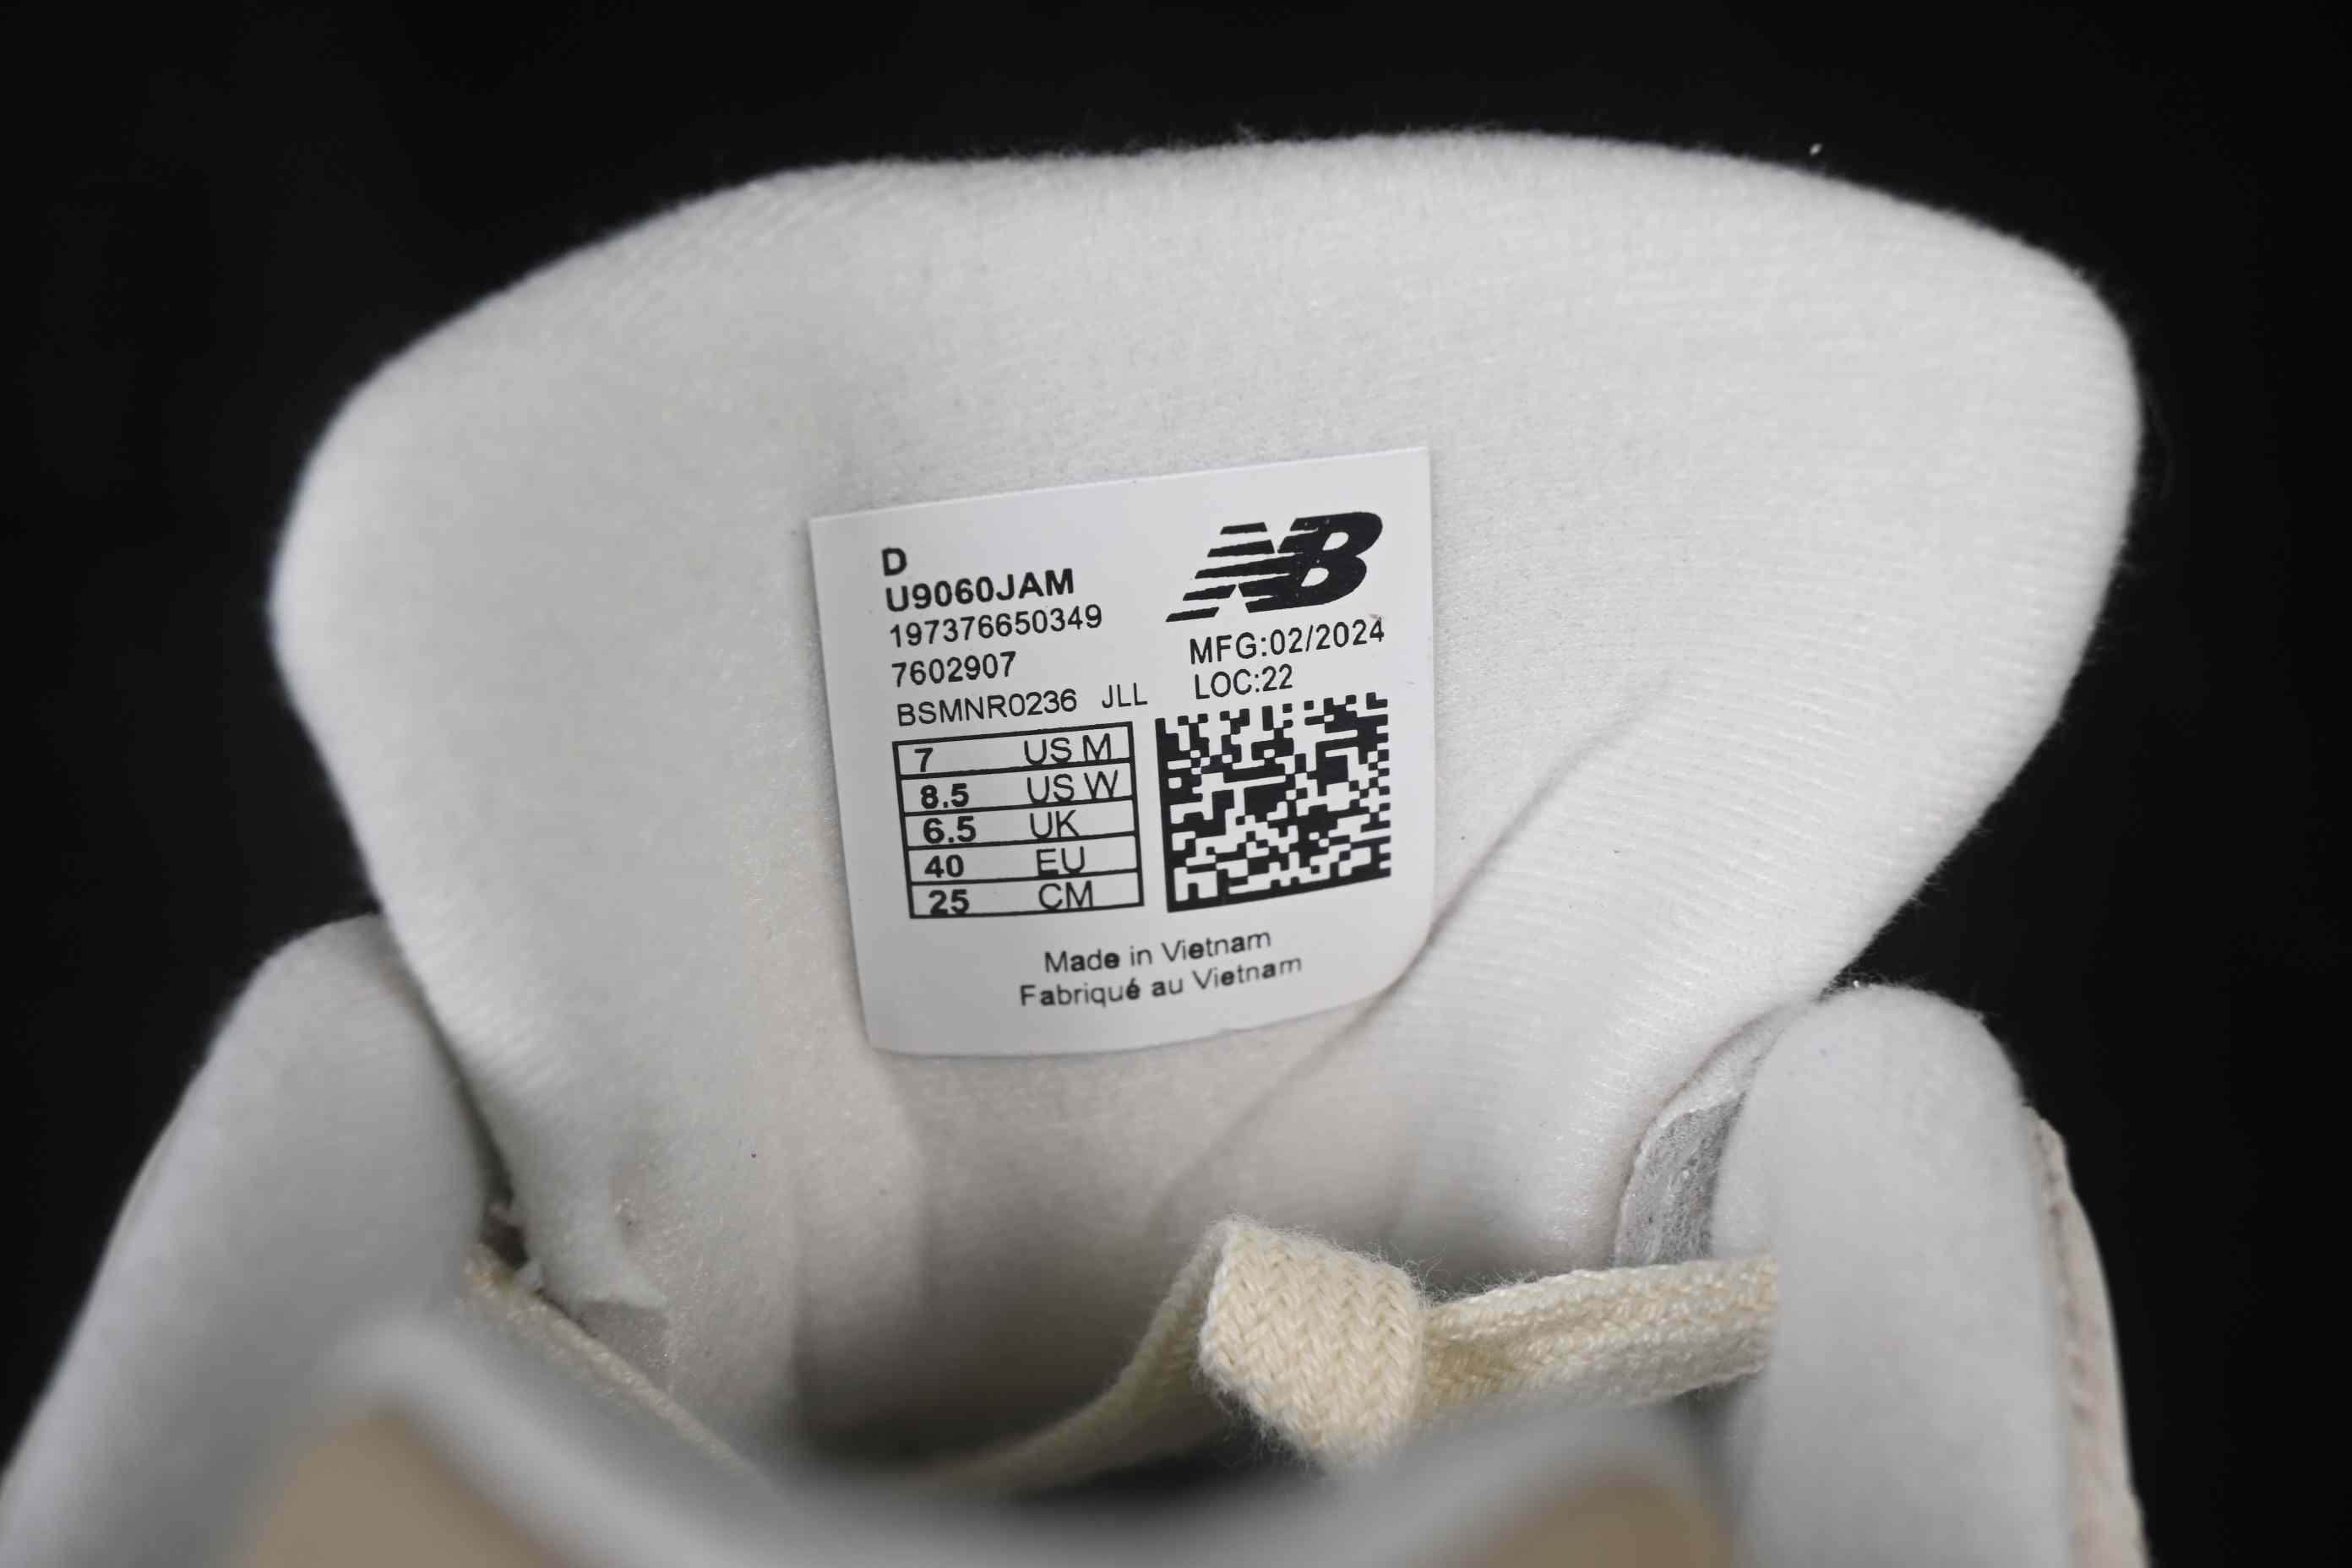 D
U9060JAM
197376650349
7602907
BSMNR0236 JLL
NB
MFG:02/2024
LOC:22
7 US M
8.5 US W
6.5 UK
40 EU
25 CM
Made in Vietnam
Fabriqué au Vietnam